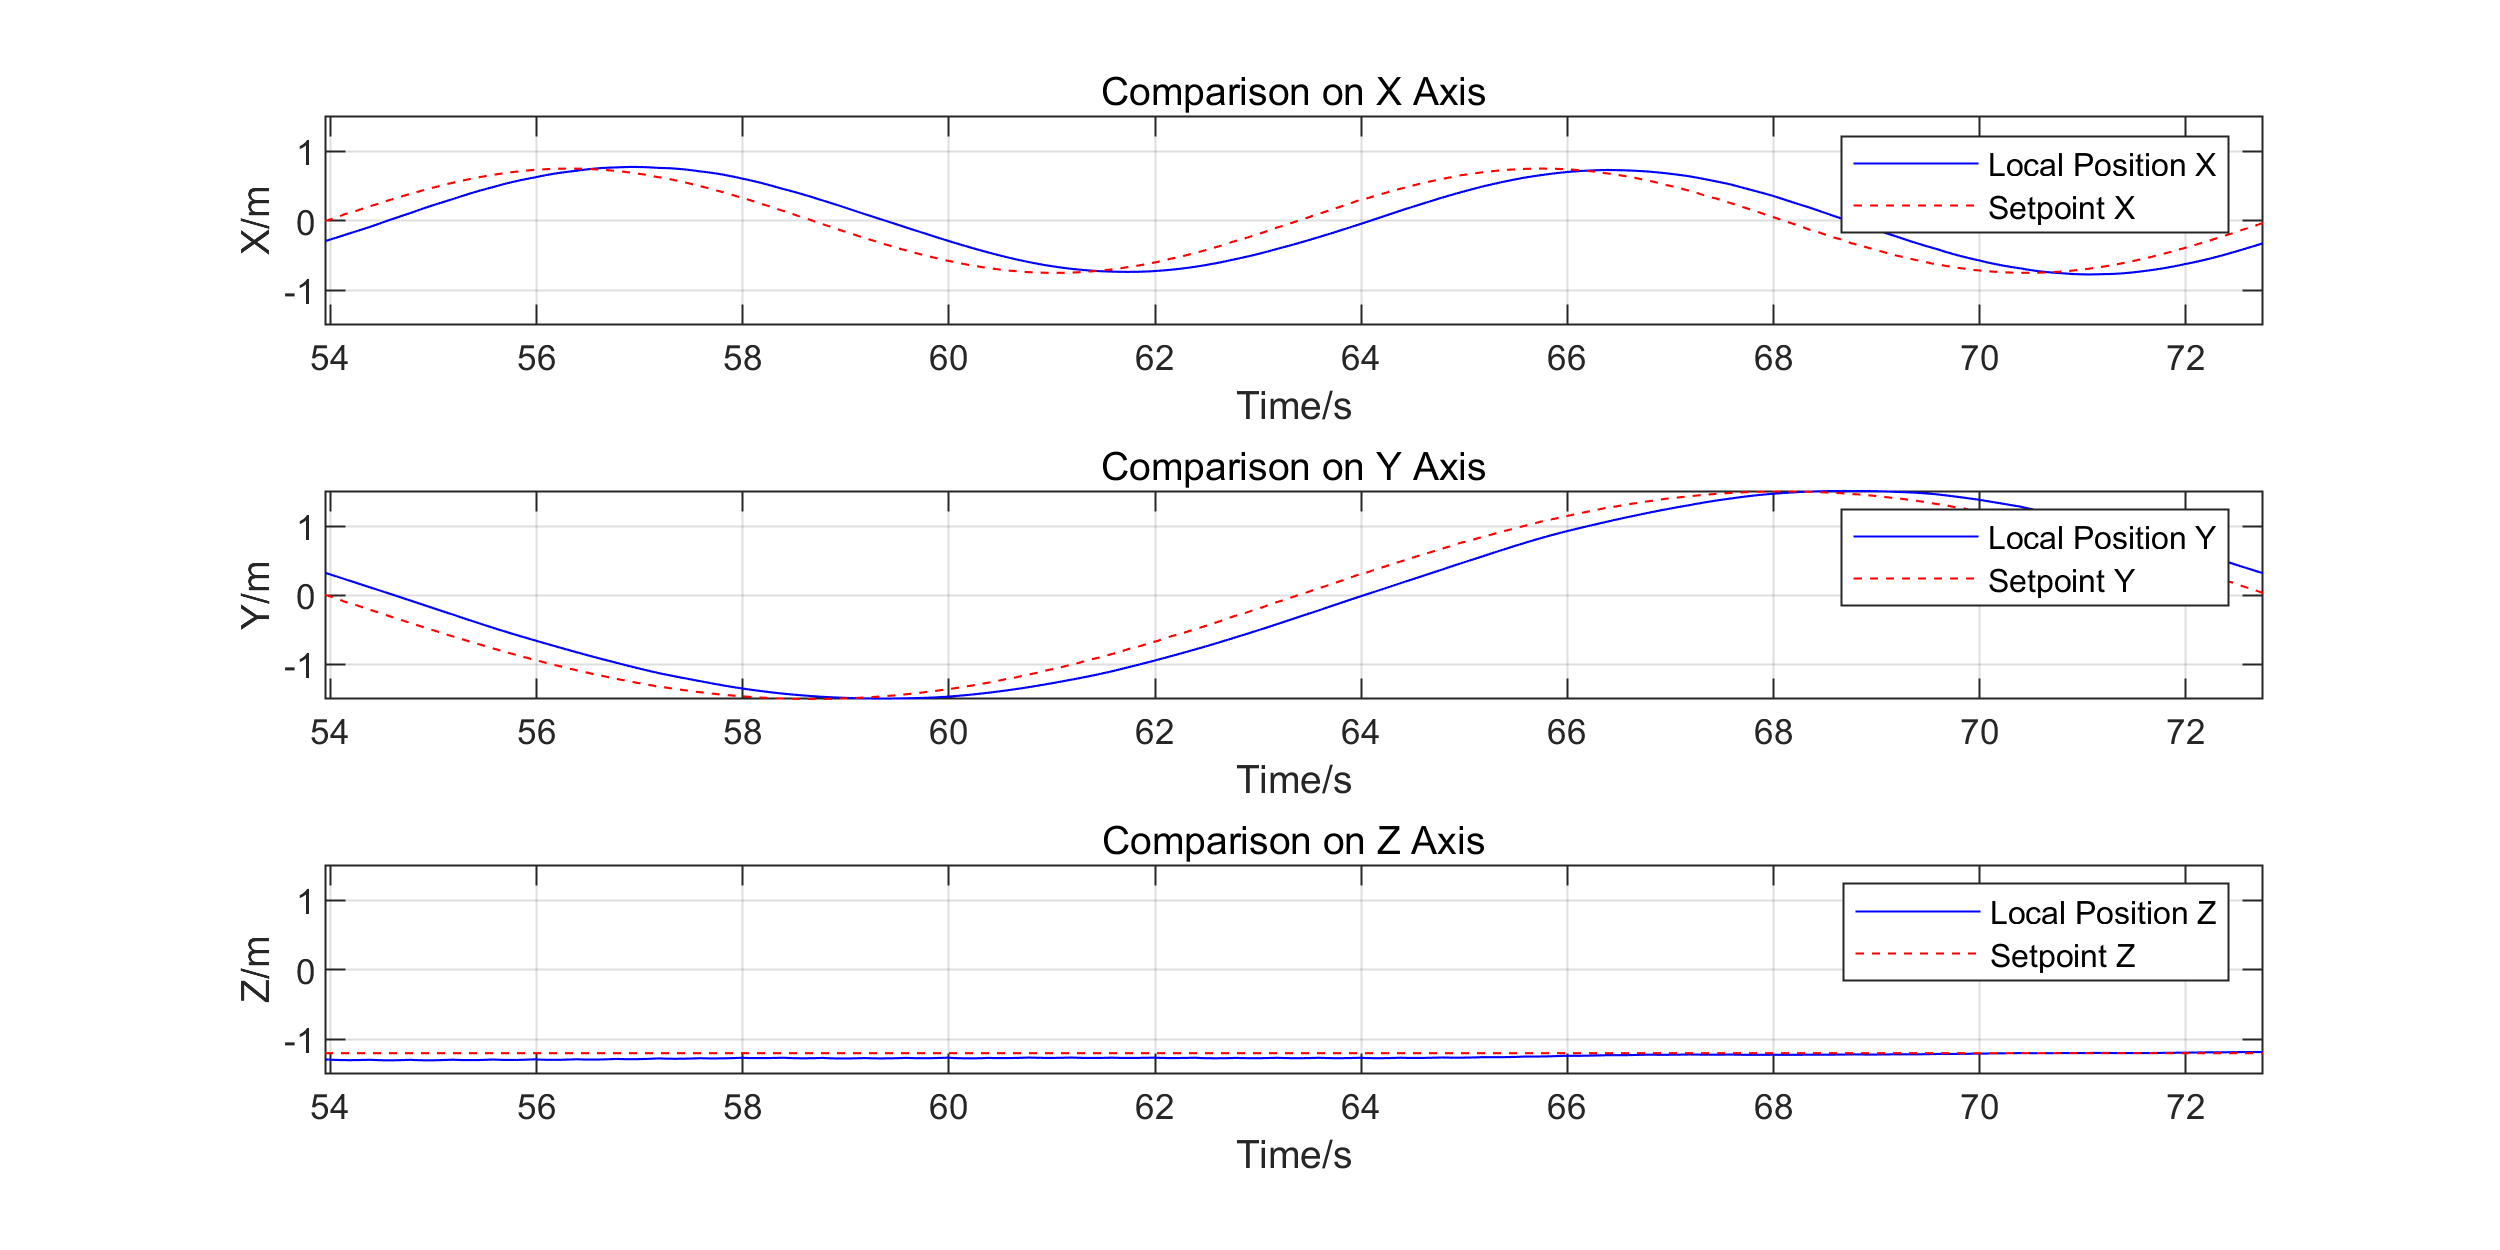 Comparison on X Axis
X/m
1
0
-1
Local Position X
Setpoint X
54 56 58 60 62 64 66 68 70 72
Time/s
Comparison on Y Axis
Y/m
1
0
-1
Local Position Y
Setpoint Y
54 56 58 60 62 64 66 68 70 72
Time/s
Comparison on Z Axis
Z/m
1
0
-1
Local Position Z
Setpoint Z
54 56 58 60 62 64 66 68 70 72
Time/s